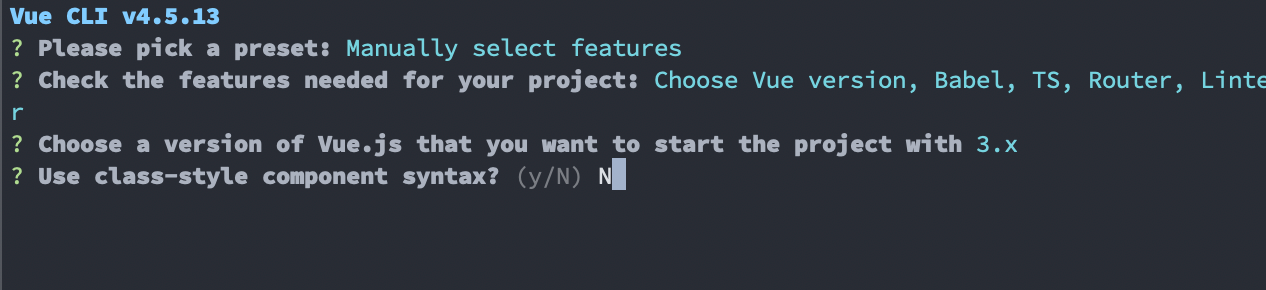 Vue CLI v4.5.13
? Please pick a preset: Manually select features
? Check the features needed for your project: Choose Vue version, Babel, TS, Router, Linte
r
? Choose a version of Vue.js that you want to start the project with 3.x
? Use class-style component syntax? (y/N) N